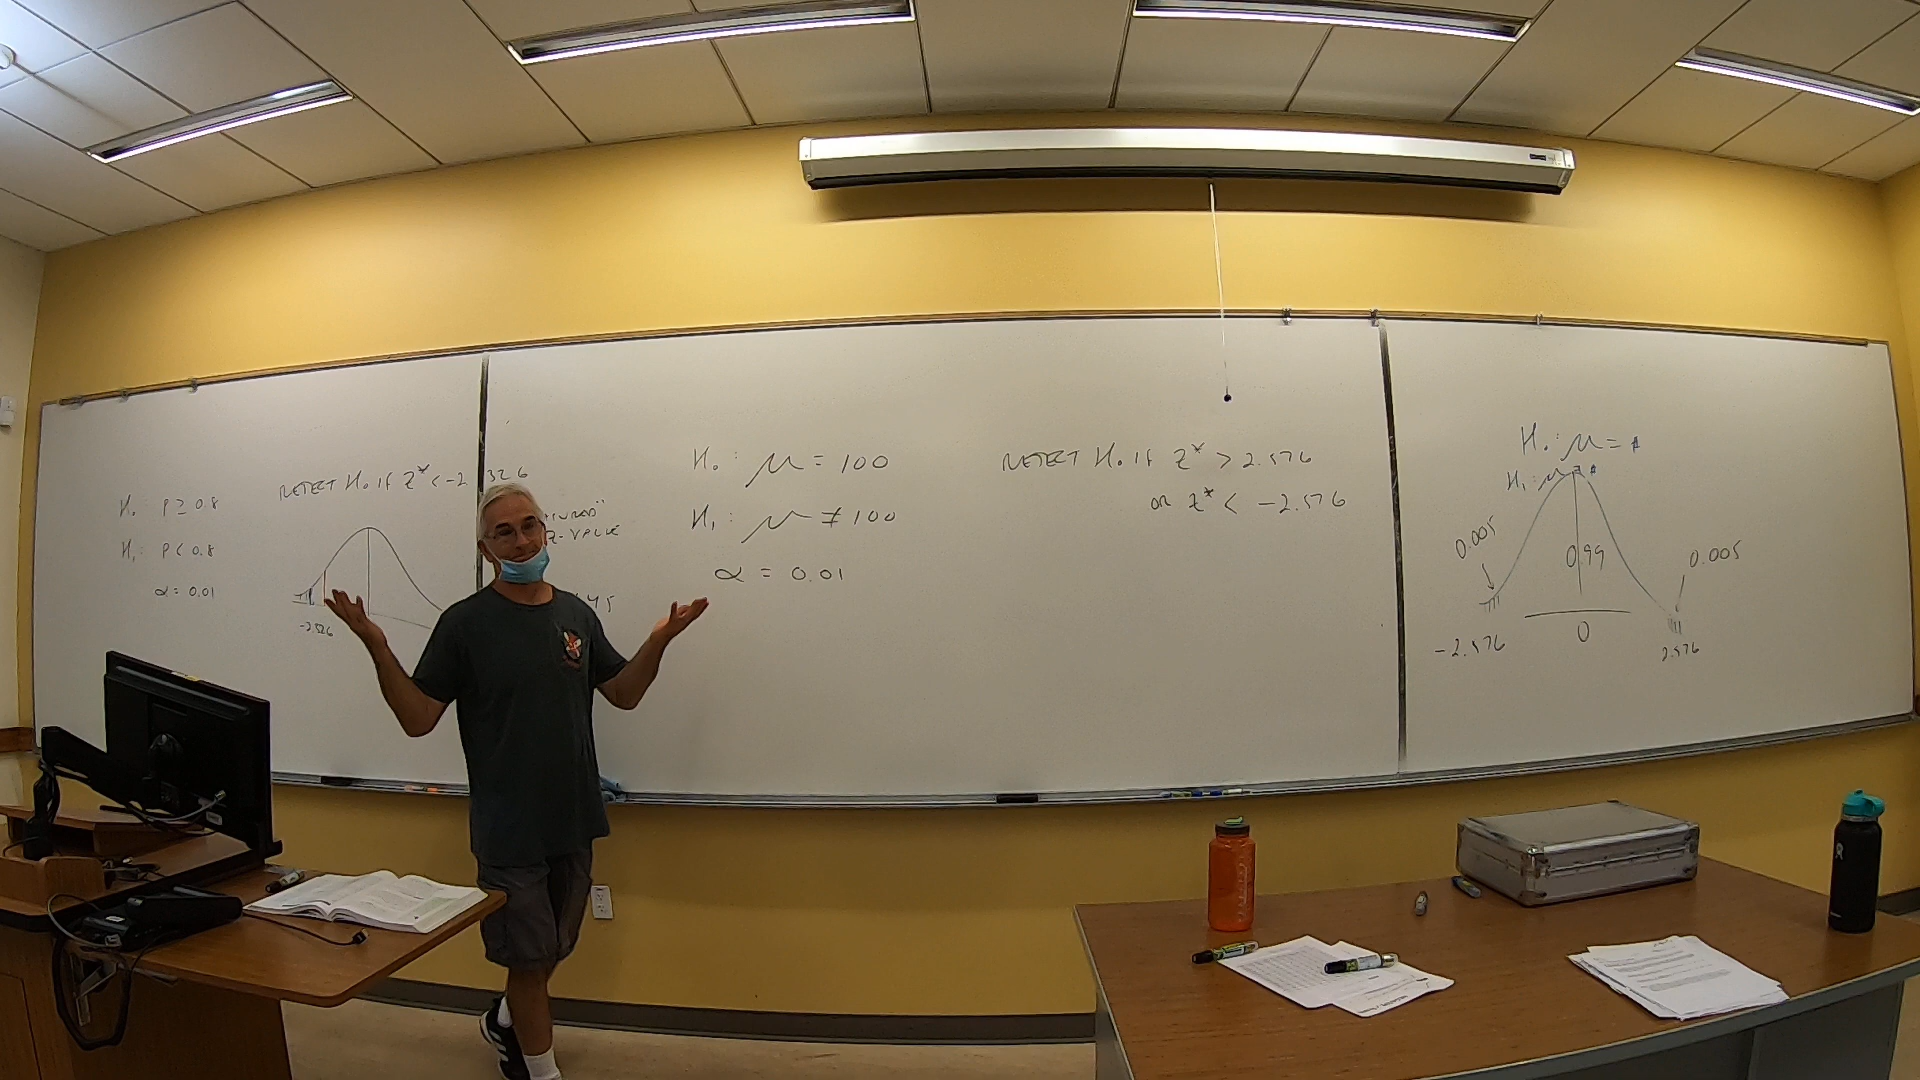 H₀: p ≥ 0.8
H₁: p < 0.8
α = 0.01
REJECT H₀ IF Z* < -2.326
-2.326
Z-VALUE
H₀: μ = 100
H₁: μ ≠ 100
α = 0.01
REJECT H₀ IF Z* > 2.576
OR Z* < -2.576
H₀: μ = #
H₁: μ ≠ #
0.005
0.99
0.005
-2.576
0
2.576